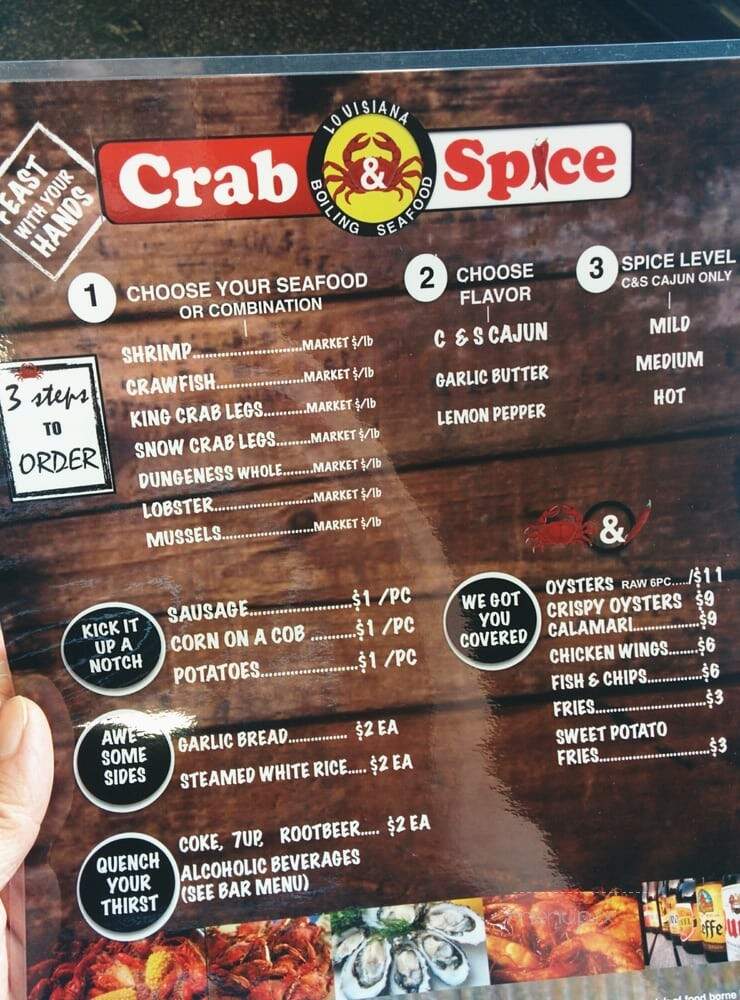 FEAST
WITH YOUR
HANDS
Crab & Spice
LOUISIANA
BOILING SEAFOOD
1 CHOOSE YOUR SEAFOOD
OR COMBINATION
SHRIMP....................MARKET $/lb
CRAWFISH................MARKET $/lb
KING CRAB LEGS........MARKET $/lb
SNOW CRAB LEGS.......MARKET $/lb
DUNGENESS WHOLE.......MARKET $/lb
LOBSTER..................MARKET $/lb
MUSSELS.................MARKET $/lb
2 CHOOSE
FLAVOR
C & S CAJUN
GARLIC BUTTER
LEMON PEPPER
3 SPICE LEVEL
C&S CAJUN ONLY
MILD
MEDIUM
HOT
3 steps
TO
ORDER
KICK IT
UP A
NOTCH
SAUSAGE....................$1 /PC
CORN ON A COB .........$1 /PC
POTATOES...................$1 /PC
&
WE GOT
YOU
COVERED
OYSTERS RAW 6PC...../$11
CRISPY OYSTERS $9
CALAMARI..............$9
CHICKEN WINGS.......$6
FISH & CHIPS...........$6
FRIES......................$3
SWEET POTATO
FRIES......................$3
AWE-
SOME
SIDES
GARLIC BREAD.............. $2 EA
STEAMED WHITE RICE..... $2 EA
QUENCH
YOUR
THIRST
COKE, 7UP, ROOTBEER..... $2 EA
ALCOHOLIC BEVERAGES
(SEE BAR MENU)
effe
of food borne